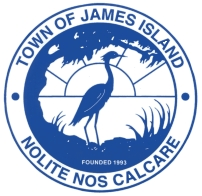 TOWN OF JAMES ISLAND
FOUNDED 1993
NOLITE NOS CALCARE